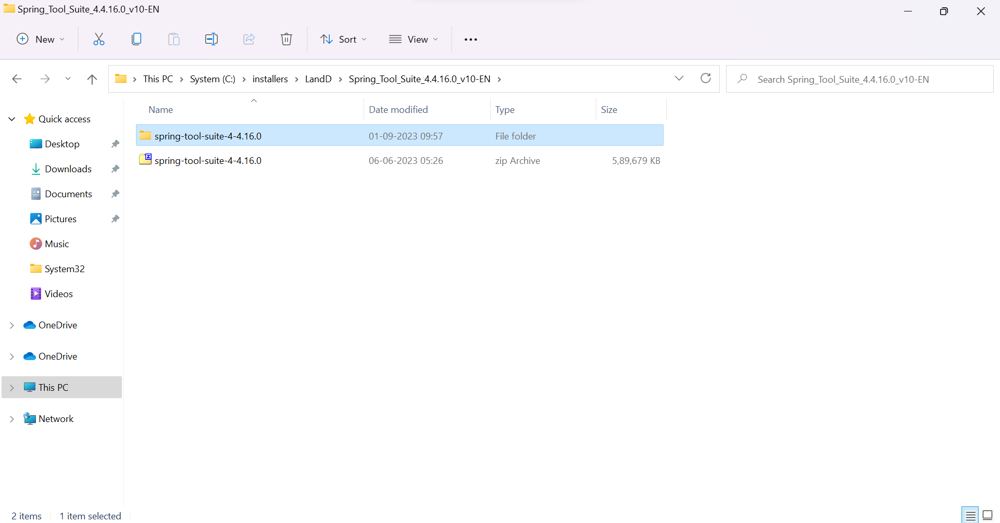 Spring_Tool_Suite_4.4.16.0_v10-EN
New Sort View
This PC System (C:) installers LandD Spring_Tool_Suite_4.4.16.0_v10-EN Search Spring_Tool_Suite_4.4.16.0_v10-EN
Name Date modified Type Size
Quick access
spring-tool-suite-4-4.16.0 01-09-2023 09:57 File folder
Desktop
spring-tool-suite-4-4.16.0 06-06-2023 05:26 zip Archive 5,89,679 KB
Downloads
Documents
Pictures
Music
System32
Videos
OneDrive
OneDrive
This PC
Network
2 items 1 item selected